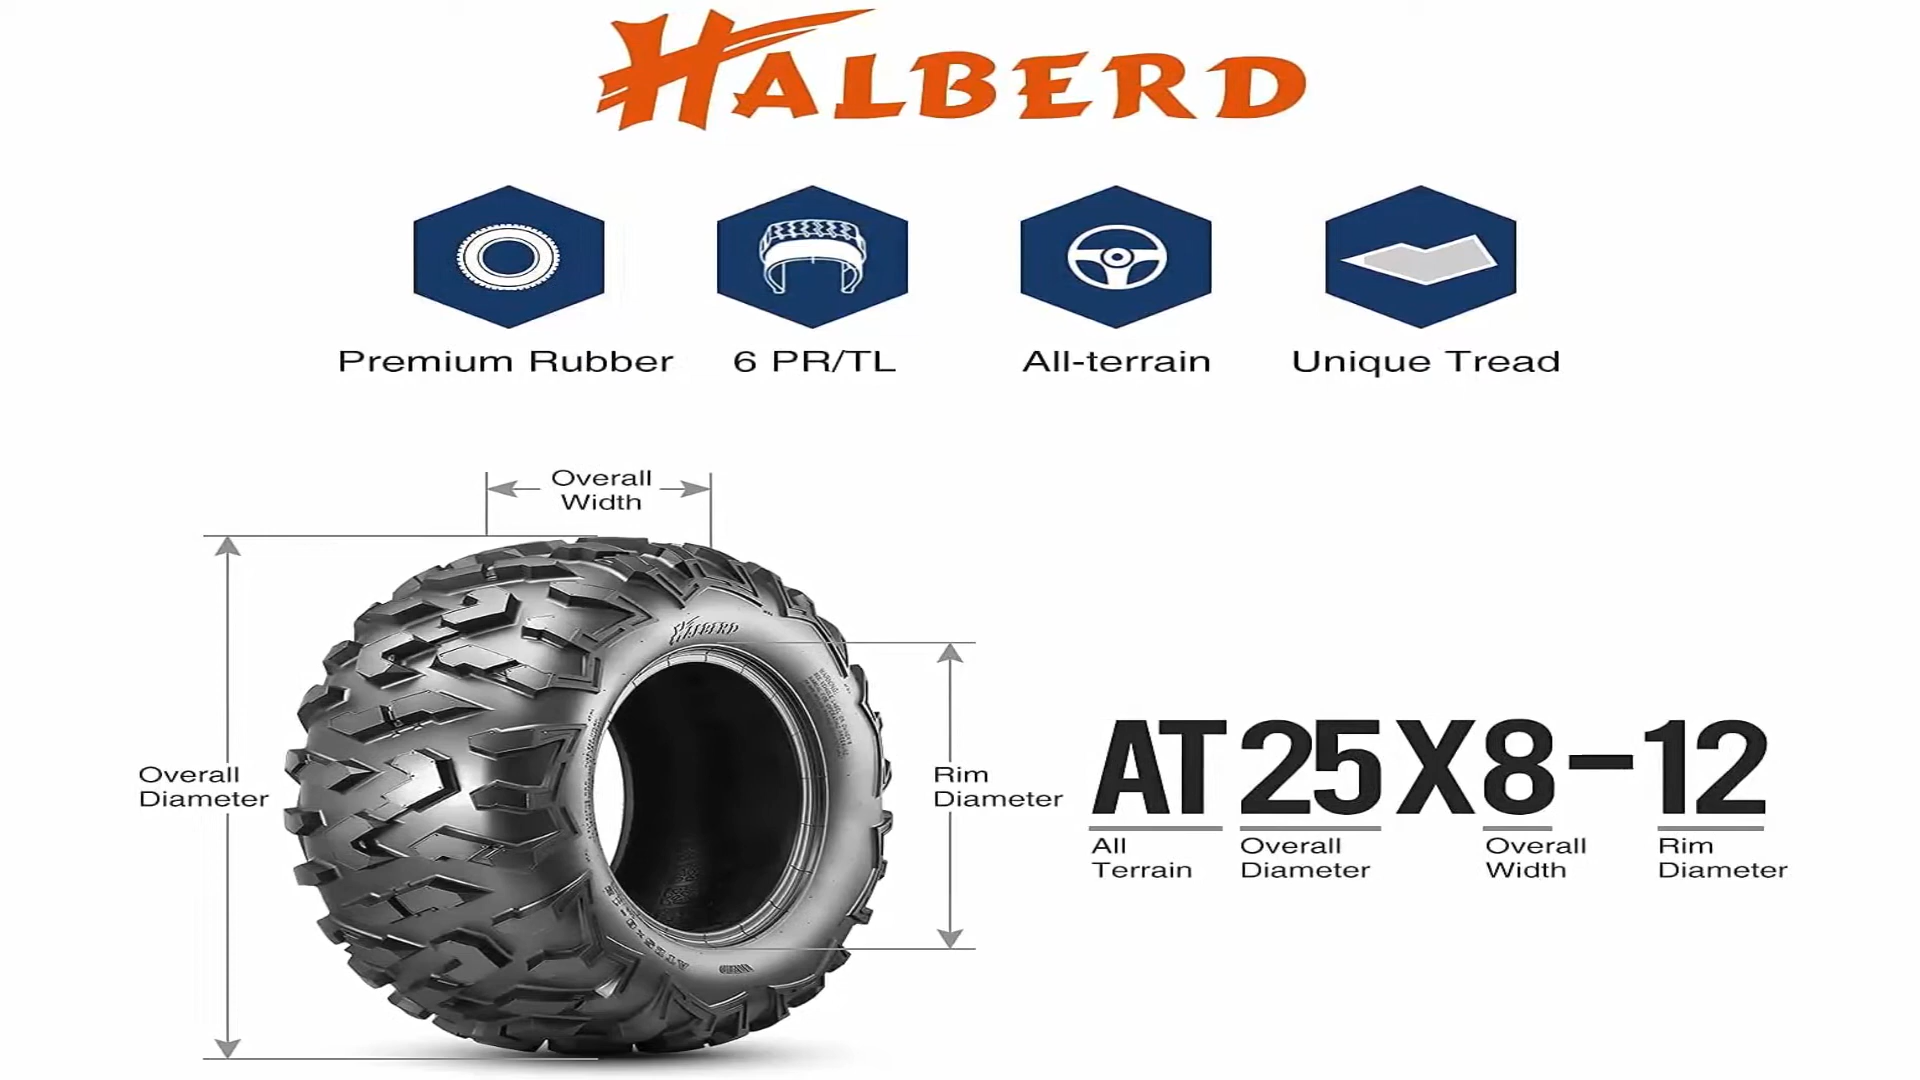 HALBERD
Premium Rubber
6 PR/TL
All-terrain
Unique Tread
Overall
Width
HALBERD
Overall
Diameter
Rim
Diameter
AT25X8-12
All
Terrain
Overall
Diameter
Overall
Width
Rim
Diameter